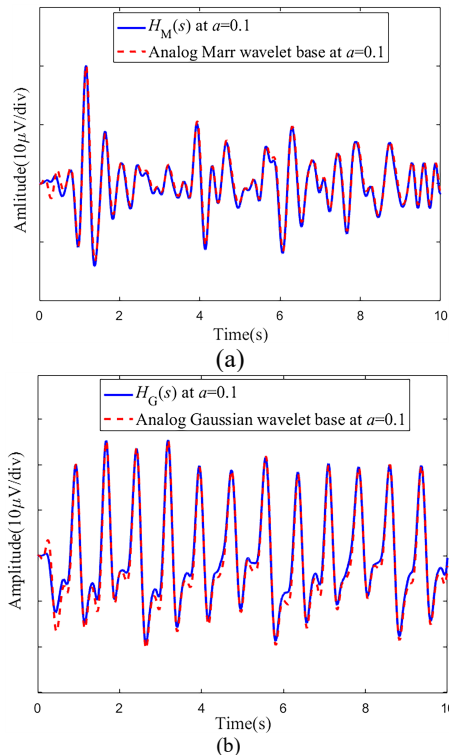 H_M(s) at a=0.1
Analog Marr wavelet base at a=0.1
Amlitude(10μV/div)
0 2 4 6 8 10
Time(s)
(a)
H_G(s) at a=0.1
Analog Gaussian wavelet base at a=0.1
Amplitude(10μV/div)
0 2 4 6 8 10
Time(s)
(b)